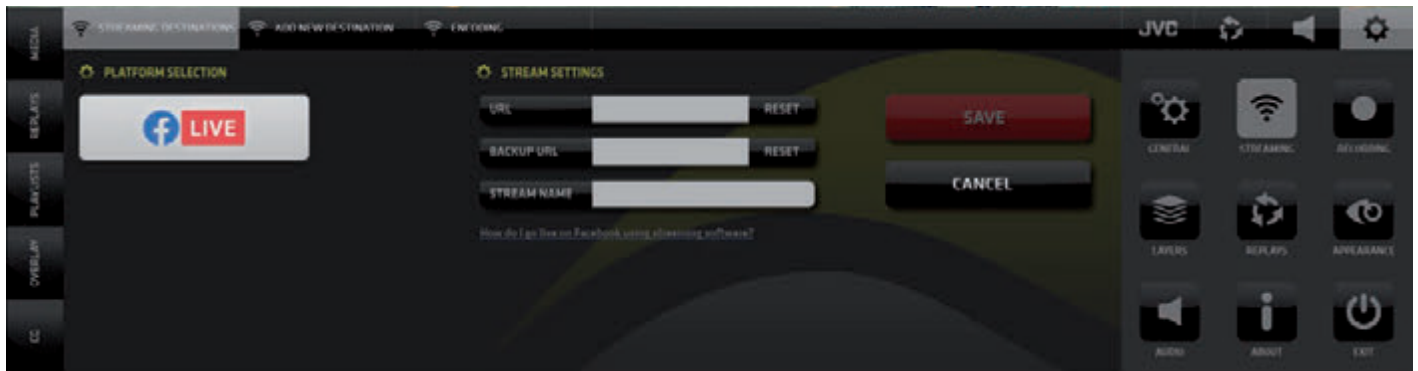 STREAMING DESTINATIONS
ADD NEW DESTINATION
ENCODING
JVC
MEDIA
REPLAYS
PLAYLISTS
OVERLAY
CC
PLATFORM SELECTION
LIVE
STREAM SETTINGS
URL
RESET
BACKUP URL
RESET
STREAM NAME
How do I go live on Facebook using streaming software?
SAVE
CANCEL
GENERAL
STREAMING
RECORDING
LAYERS
REPLAYS
APPEARANCE
AUDIO
ABOUT
EXIT